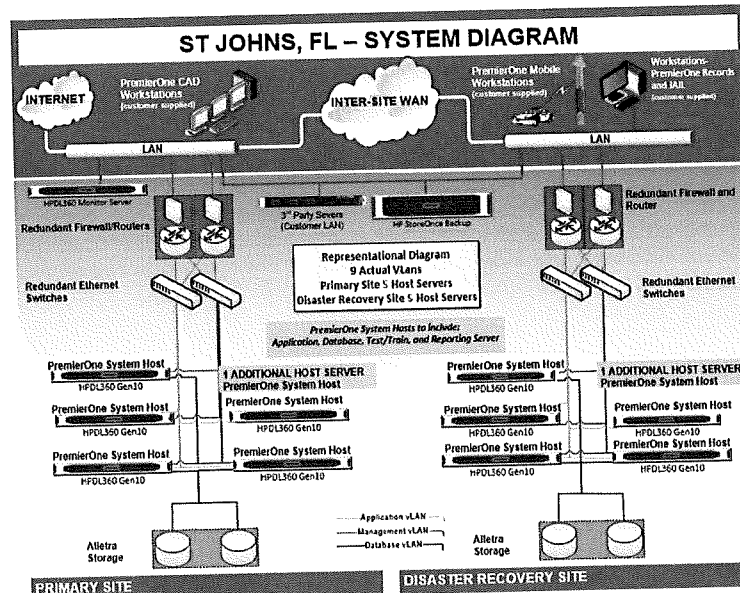 ST JOHNS, FL – SYSTEM DIAGRAM
INTERNET
PremierOne CAD
Workstations
(customer supplied)
INTER-SITE WAN
PremierOne Mobile
Workstations
(customer supplied)
Workstations-
PremierOne Records
and JAIL
(customer supplied)
LAN
LAN
HPDL360 Monitor Server
Redundant Firewall/Routers
3rd Party Severs
(Customer LAN)
HP StoreOnce Backup
Redundant Firewall and
Router
Redundant Ethernet
Switches
Representational Diagram
9 Actual VLans
Primary Site 5 Host Servers
Disaster Recovery Site 5 Host Servers
Redundant Ethernet
Switches
PremierOne System Hosts to include:
Application, Database, Test/Train, and Reporting Server
PremierOne System Host
HPDL360 Gen10
1 ADDITIONAL HOST SERVER
PremierOne System Host
HPDL360 Gen10
PremierOne System Host
HPDL360 Gen10
PremierOne System Host
HPDL360 Gen10
PremierOne System Host
HPDL360 Gen10
PremierOne System Host
HPDL360 Gen10
1 ADDITIONAL HOST SERVER
PremierOne System Host
PremierOne System Host
HPDL360 Gen10
PremierOne System Host
HPDL360 Gen10
PremierOne System Host
HPDL360 Gen10
PremierOne System Host
HPDL360 Gen10
Alletra
Storage
Application vLAN
Management vLAN
Database vLAN
Alletra
Storage
PRIMARY SITE
DISASTER RECOVERY SITE